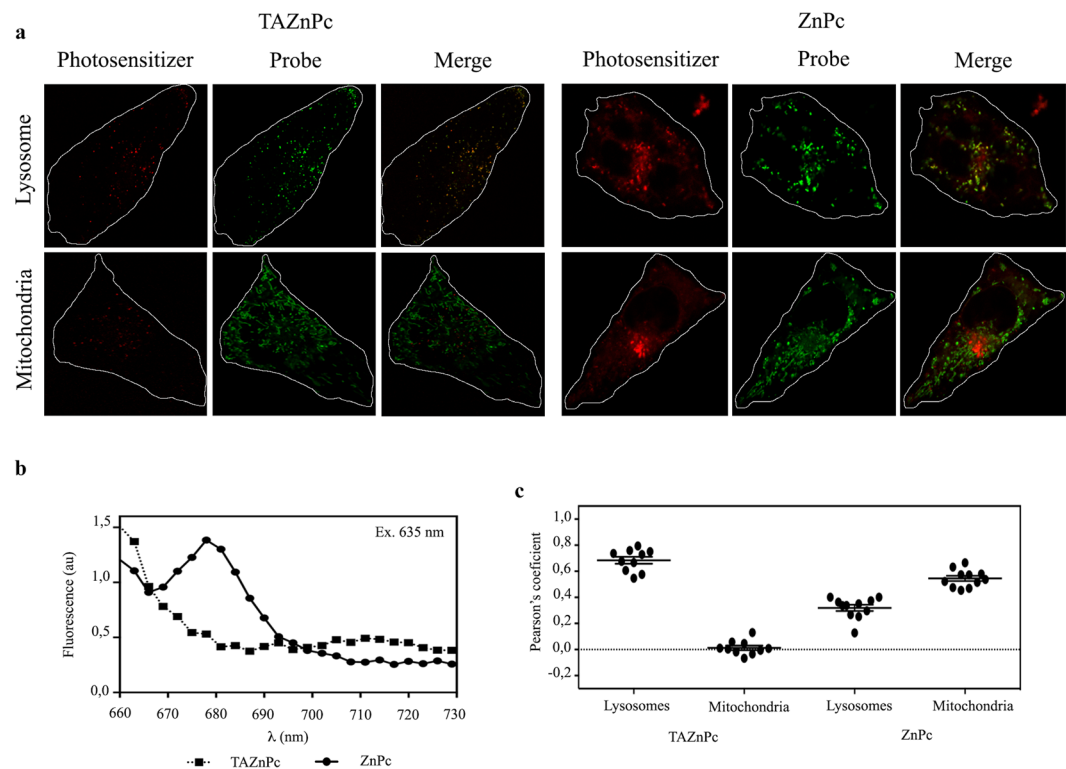 a
TAZnPc
ZnPc
Photosensitizer
Probe
Merge
Photosensitizer
Probe
Merge
Lysosome
Mitochondria
b
Ex. 635 nm
Fluorescence (au)
1,5
1,0
0,5
0,0
660
670
680
690
700
710
720
730
λ (nm)
TAZnPc
ZnPc
c
Pearson's coeficient
1,0
0,8
0,6
0,4
0,2
0,0
-0,2
Lysosomes
Mitochondria
Lysosomes
Mitochondria
TAZnPc
ZnPc